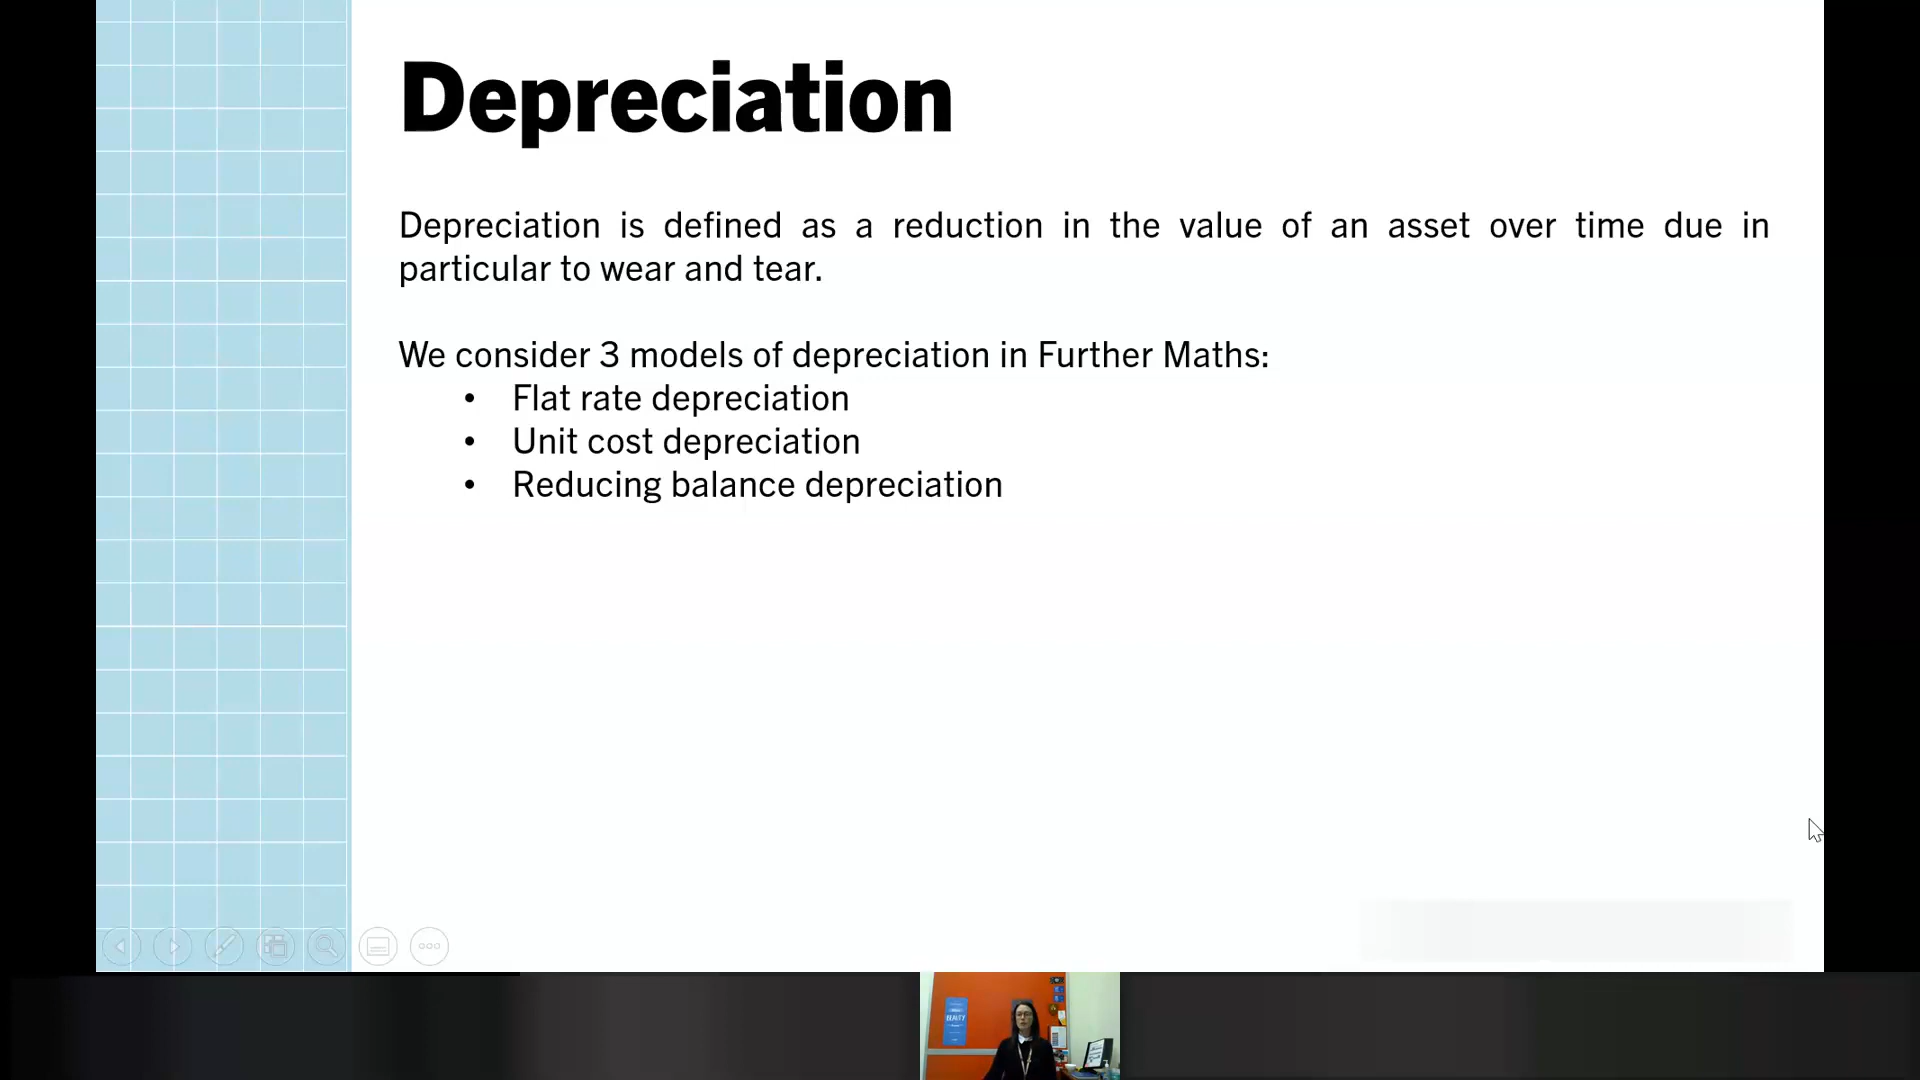 Depreciation
Depreciation is defined as a reduction in the value of an asset over time due in
particular to wear and tear.
We consider 3 models of depreciation in Further Maths:
• Flat rate depreciation
• Unit cost depreciation
• Reducing balance depreciation
BEAUTY